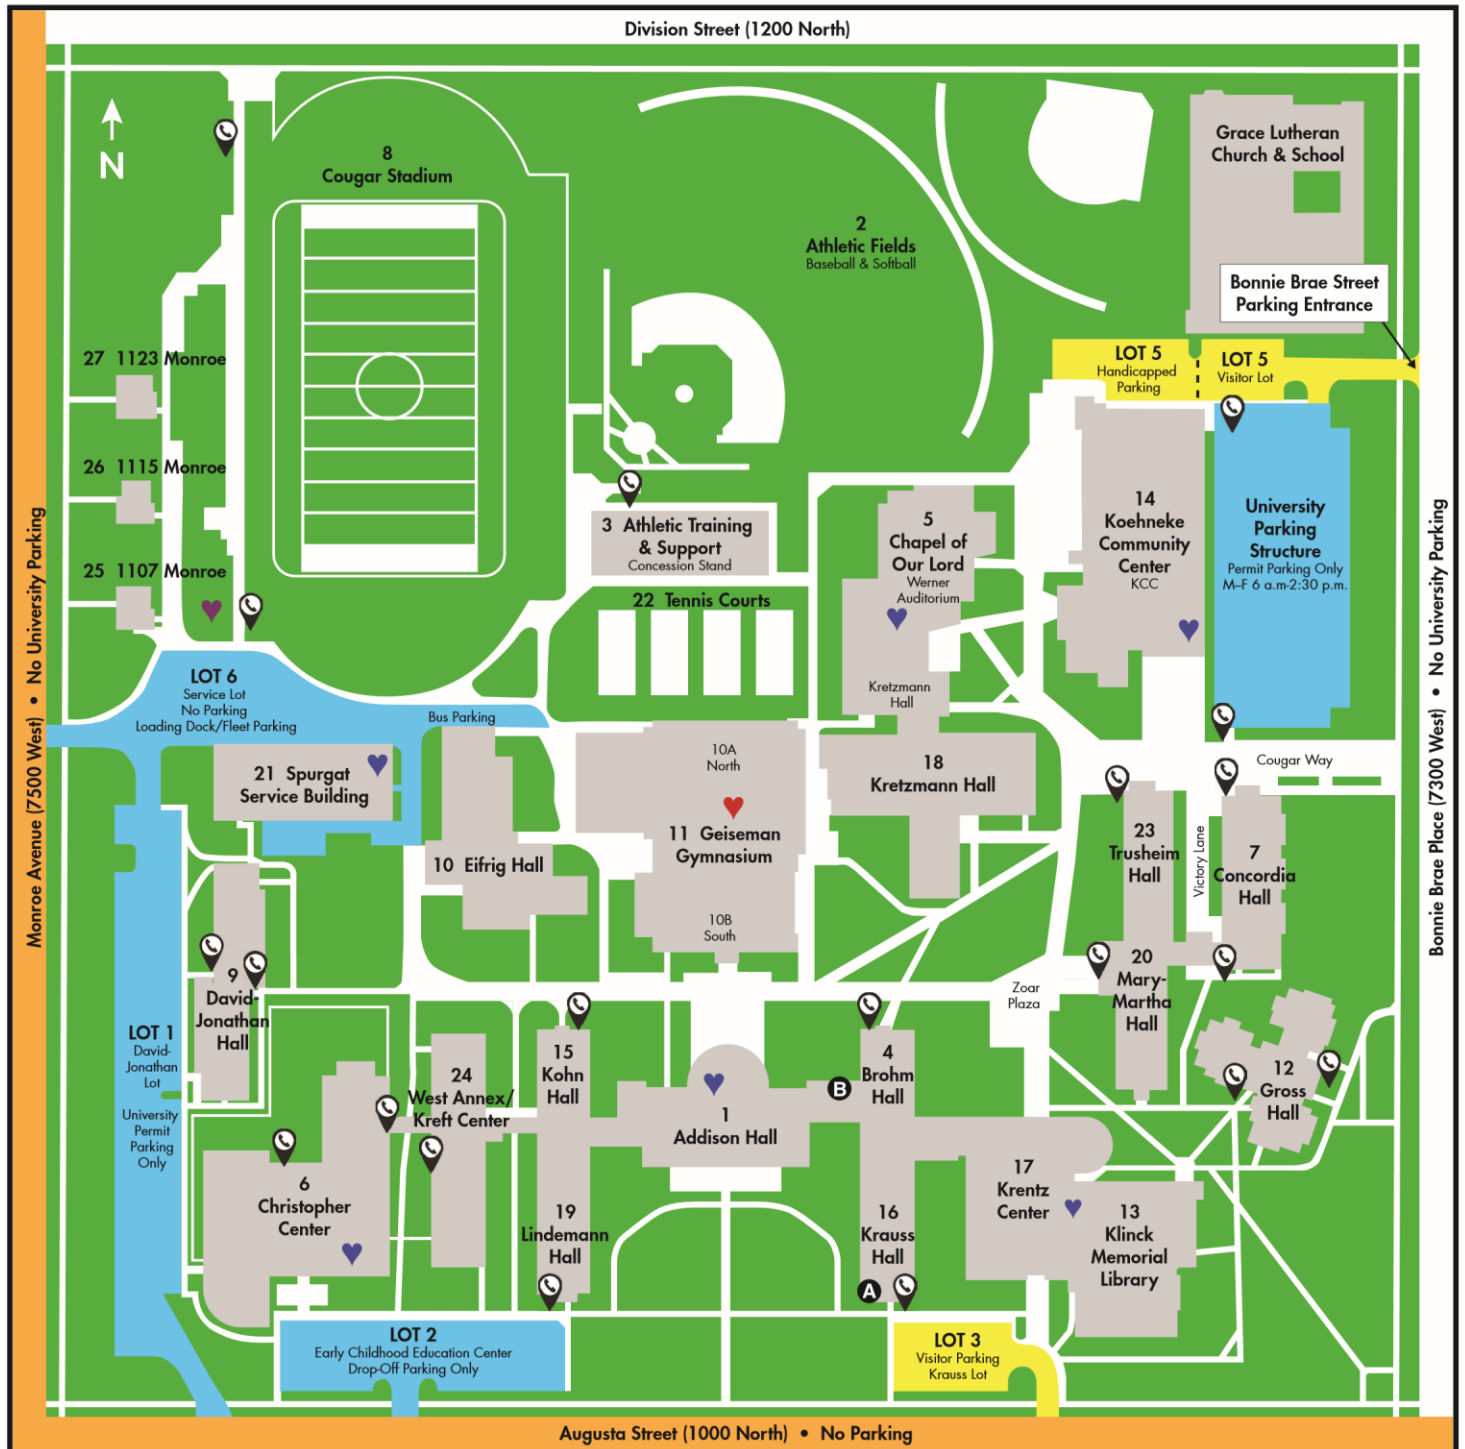 Division Street (1200 North)
N
8
Cougar Stadium
2
Athletic Fields
Baseball & Softball
Grace Lutheran
Church & School
Bonnie Brae Street
Parking Entrance
LOT 5
Handicapped
Parking
LOT 5
Visitor Lot
27 1123 Monroe
26 1115 Monroe
25 1107 Monroe
3 Athletic Training
& Support
Concession Stand
22 Tennis Courts
5
Chapel of
Our Lord
Werner
Auditorium
Kretzmann
Hall
14
Koehneke
Community
Center
KCC
University
Parking
Structure
Permit Parking Only
M–F 6 a.m-2:30 p.m.
Monroe Avenue (7500 West) • No University Parking
Bonnie Brae Place (7300 West) • No University Parking
LOT 6
Service Lot
No Parking
Loading Dock/Fleet Parking
Bus Parking
21 Spurgat
Service Building
10 Eifrig Hall
10A
North
11 Geiseman
Gymnasium
10B
South
18
Kretzmann Hall
Cougar Way
23
Trusheim
Hall
Victory Lane
7
Concordia
Hall
20
Mary-
Martha
Hall
Zoar
Plaza
9
David-
Jonathan
Hall
LOT 1
David-
Jonathan
Lot
University
Permit
Parking
Only
24
West Annex/
Kreft Center
15
Kohn
Hall
1
Addison Hall
B
4
Brohm
Hall
12
Gross
Hall
6
Christopher
Center
19
Lindemann
Hall
16
Krauss
Hall
A
17
Krentz
Center
13
Klinck
Memorial
Library
LOT 2
Early Childhood Education Center
Drop-Off Parking Only
LOT 3
Visitor Parking
Krauss Lot
Augusta Street (1000 North) • No Parking